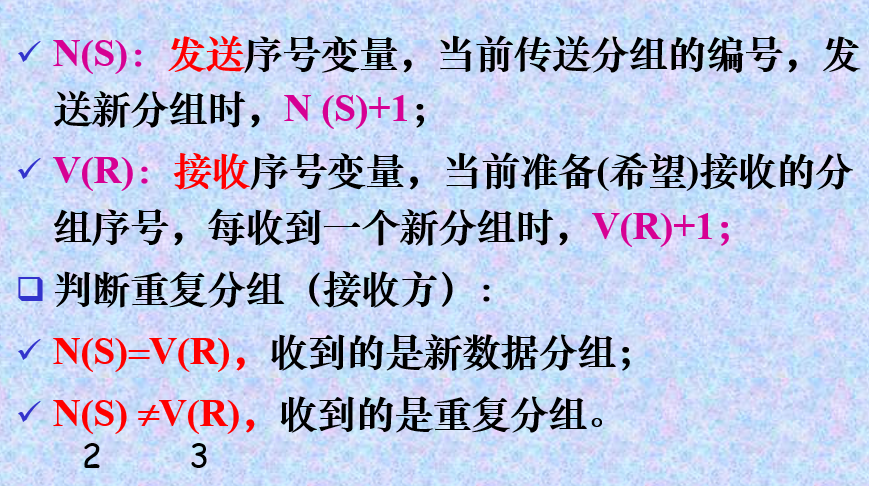 ✓ N(S)：发送序号变量，当前传送分组的编号，发
送新分组时，N (S)+1；
✓ V(R)：接收序号变量，当前准备(希望)接收的分
组序号，每收到一个新分组时，V(R)+1；
❑ 判断重复分组（接收方）：
✓ N(S)=V(R)，收到的是新数据分组；
✓ N(S) ≠V(R)，收到的是重复分组。
2 3